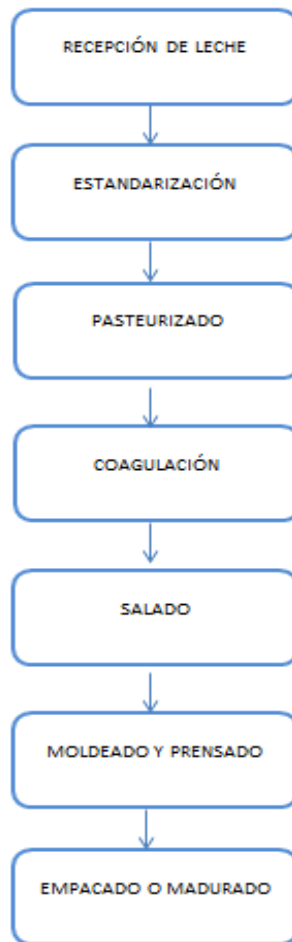 RECEPCIÓN DE LECHE
ESTANDARIZACIÓN
PASTEURIZADO
COAGULACIÓN
SALADO
MOLDEADO Y PRENSADO
EMPACADO O MADURADO